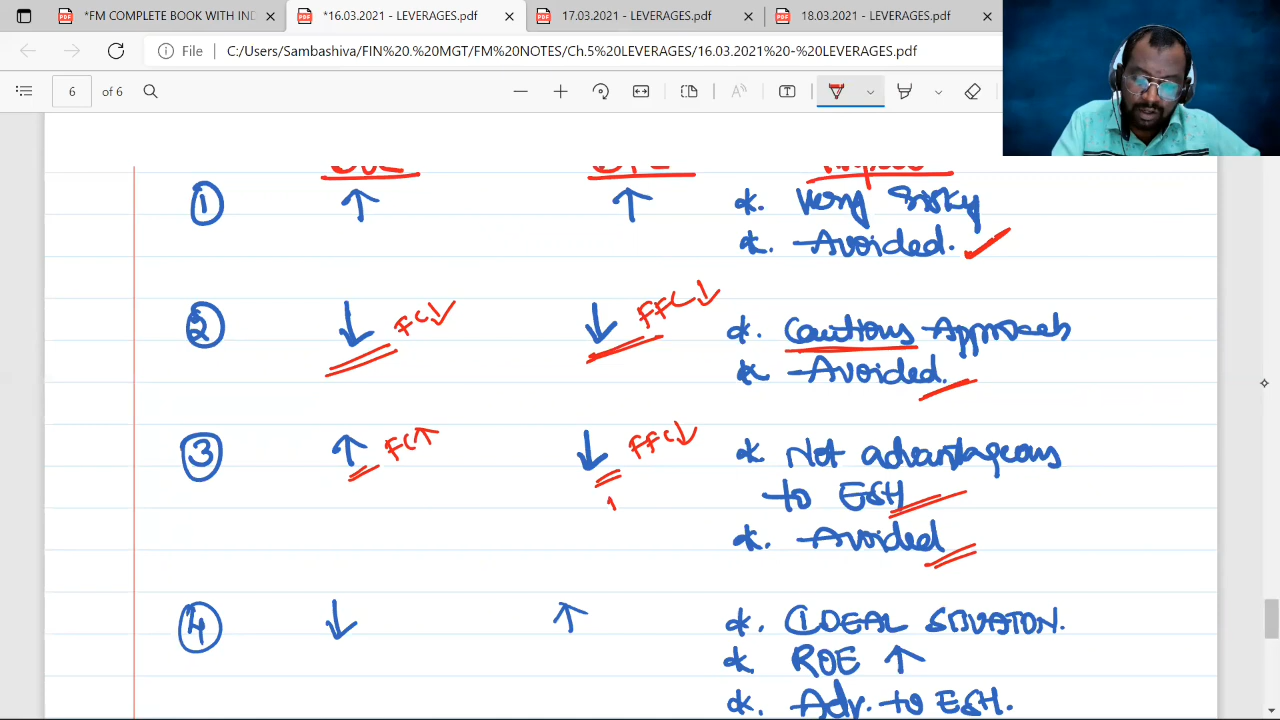 *FM COMPLETE BOOK WITH IND
*16.03.2021 - LEVERAGES.pdf
17.03.2021 - LEVERAGES.pdf
18.03.2021 - LEVERAGES.pdf
File
C:/Users/Sambashiva/FIN%20.%20MGT/FM%20NOTES/Ch.5%20LEVERAGES/16.03.2021%20-%20LEVERAGES.pdf
6 of 6
① ↑ ↑ *. Very Risky
*. Avoided. ✓
② ↓ FC↓ ↓ FFC↓ *. Cautious Approach
* Avoided.
③ ↑ FC↑ ↓ FFC↓ * Not advantageous
to ESH
*. Avoided
④ ↓ ↑ *. IDEAL
* ROE ↑
*. Adv. to ESH.